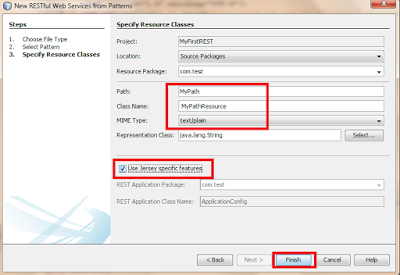 New RESTful Web Services from Patterns
Steps
1. Choose File Type
2. Select Pattern
3. Specify Resource Classes
Specify Resource Classes
Project: MyFirstREST
Location: Source Packages
Resource Package: com.test
Path: MyPath
Class Name: MyPathResource
MIME Type: text/plain
Representation Class: java.lang.String Select...
Use Jersey specific features
REST Application Package: com.test
REST Application Class Name: ApplicationConfig
< Back Next > Finish Cancel Help